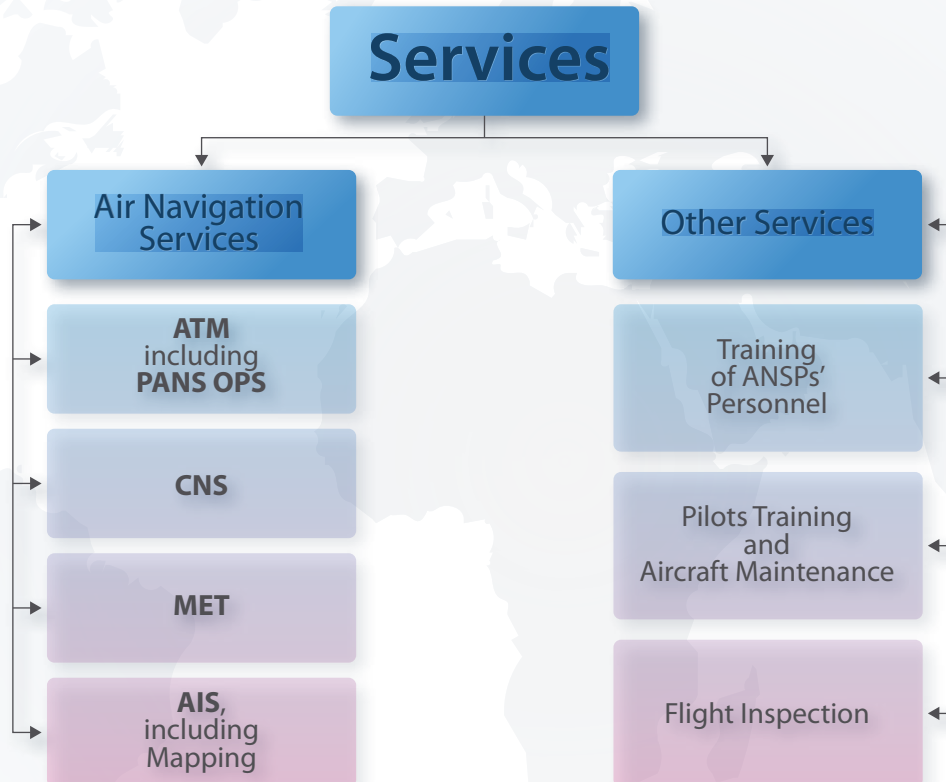 Services
Air Navigation
Services
ATM
including
PANS OPS
CNS
MET
AIS,
including
Mapping
Other Services
Training
of ANSPs’
Personnel
Pilots Training
and
Aircraft Maintenance
Flight Inspection